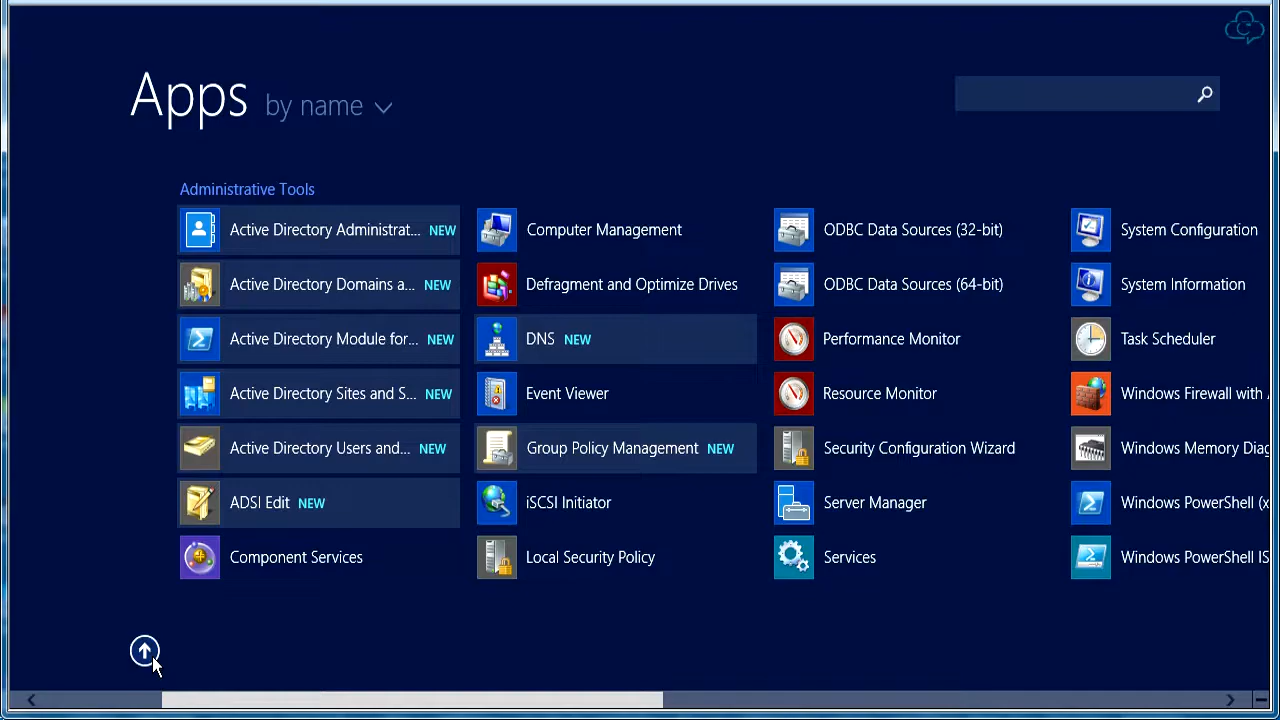 Apps by name
Administrative Tools
Active Directory Administrat... NEW
Active Directory Domains a... NEW
Active Directory Module for... NEW
Active Directory Sites and S... NEW
Active Directory Users and... NEW
ADSI Edit NEW
Component Services
Computer Management
Defragment and Optimize Drives
DNS NEW
Event Viewer
Group Policy Management NEW
iSCSI Initiator
Local Security Policy
ODBC Data Sources (32-bit)
ODBC Data Sources (64-bit)
Performance Monitor
Resource Monitor
Security Configuration Wizard
Server Manager
Services
System Configuration
System Information
Task Scheduler
Windows Firewall with
Windows Memory Diag
Windows PowerShell (x
Windows PowerShell IS